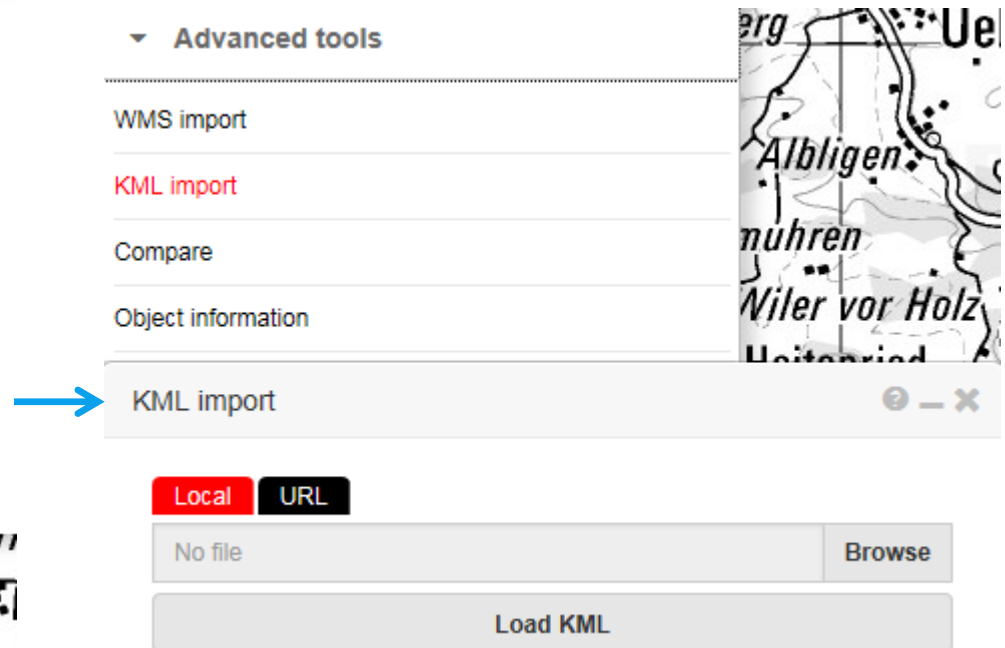 Advanced tools
WMS import
KML import
Compare
Object information
Albligen
Wiler vor Holz
KML import
Local URL
No file Browse
Load KML